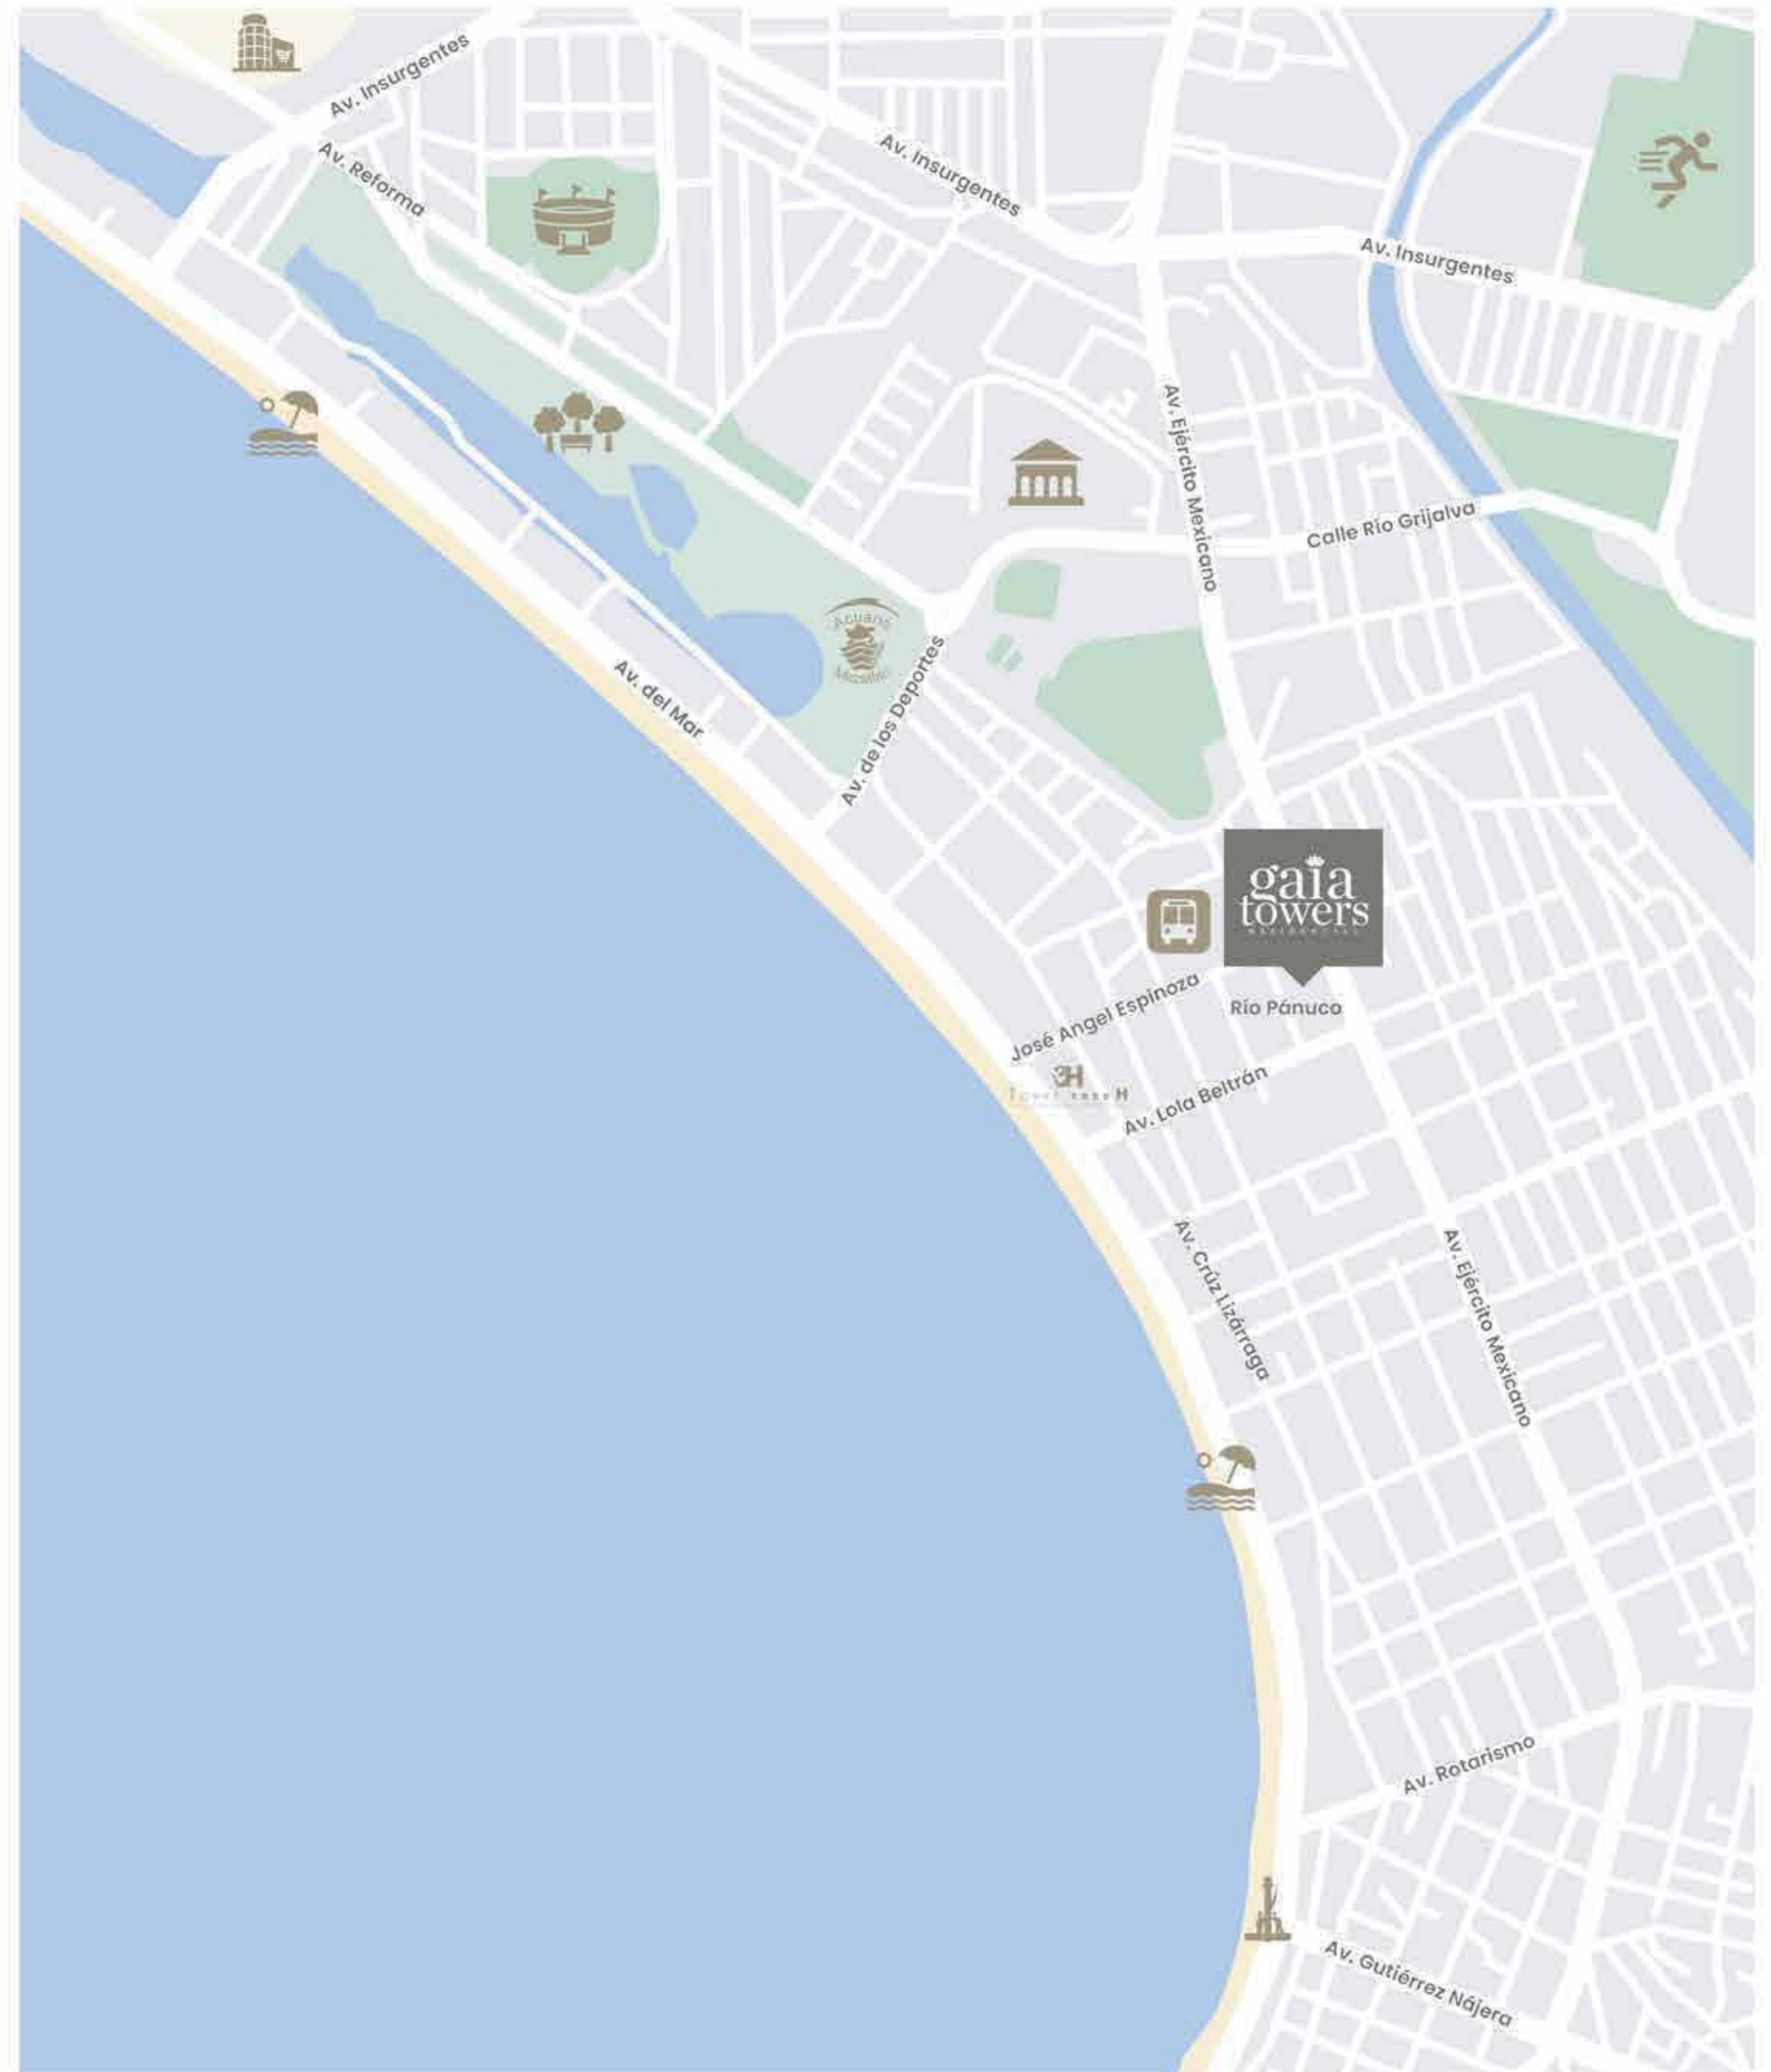 Av. Insurgentes
Av. Reforma
Av. Insurgentes
Av. Insurgentes
Av. Ejército Mexicano
Calle Río Grijalva
Acuario
Mazatlán
Av. de los Deportes
Av. del Mar
gaia
towers
José Angel Espinoza
Río Pánuco
Av. Lola Beltrán
Av. Crúz Lizárraga
Av. Ejército Mexicano
Av. Rotarismo
Av. Gutiérrez Nájera